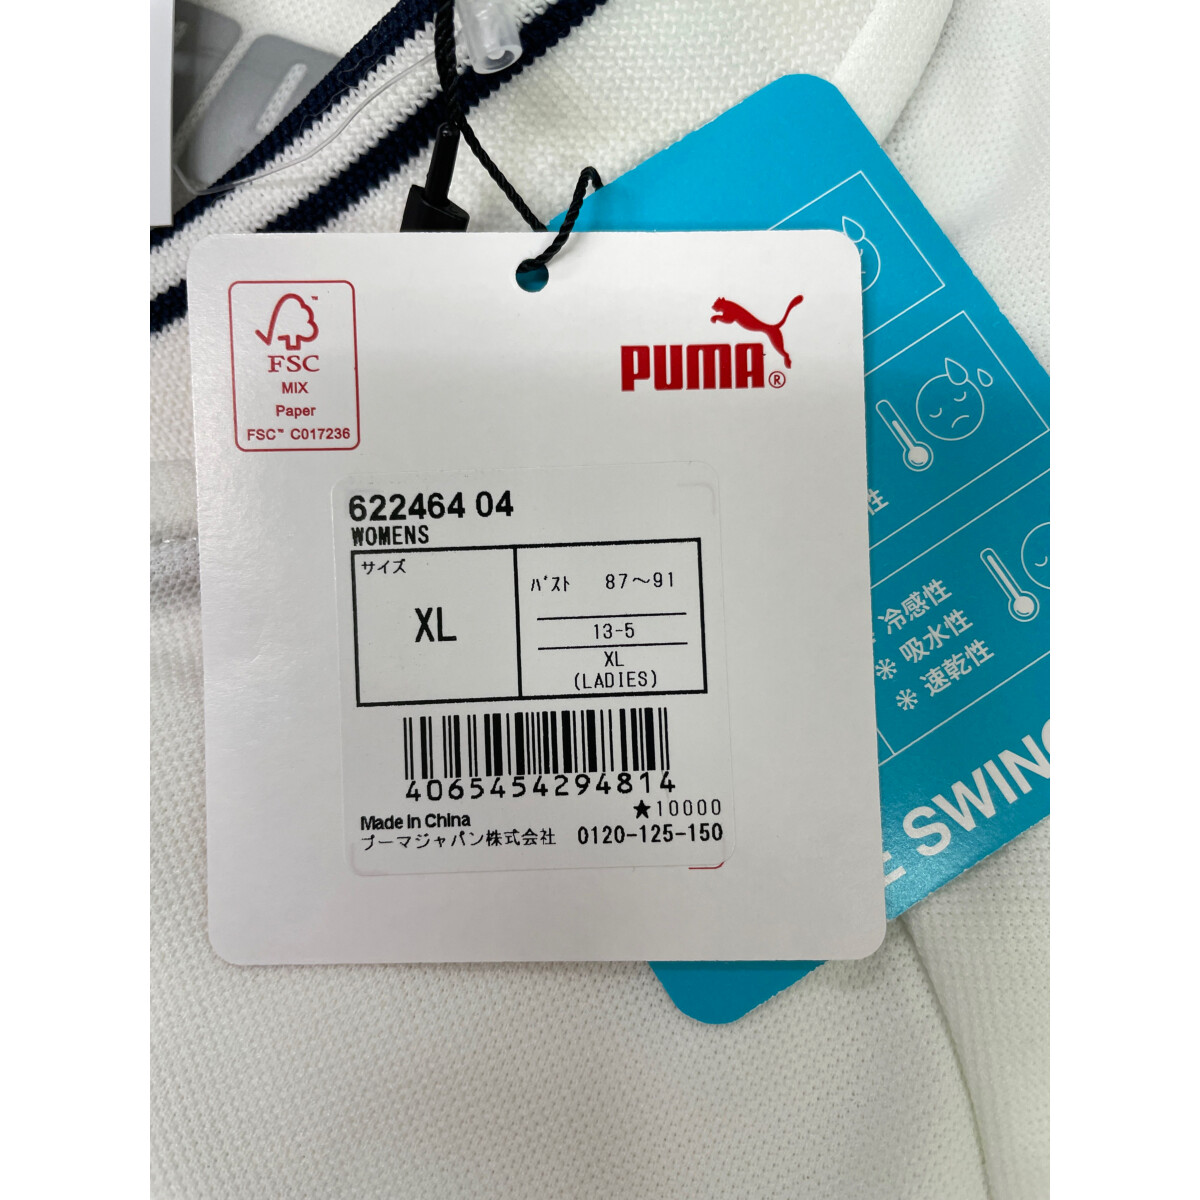 FSC
MIX
Paper
FSC™ C017236
PUMA®
622464 04
WOMENS
サイズ
XL
バスト 87～91
13-5
XL
(LADIES)
4065454294814
★10000
Made in China
プーマジャパン株式会社 0120-125-150
性
冷感性
※ 吸水性
※ 速乾性
SWING